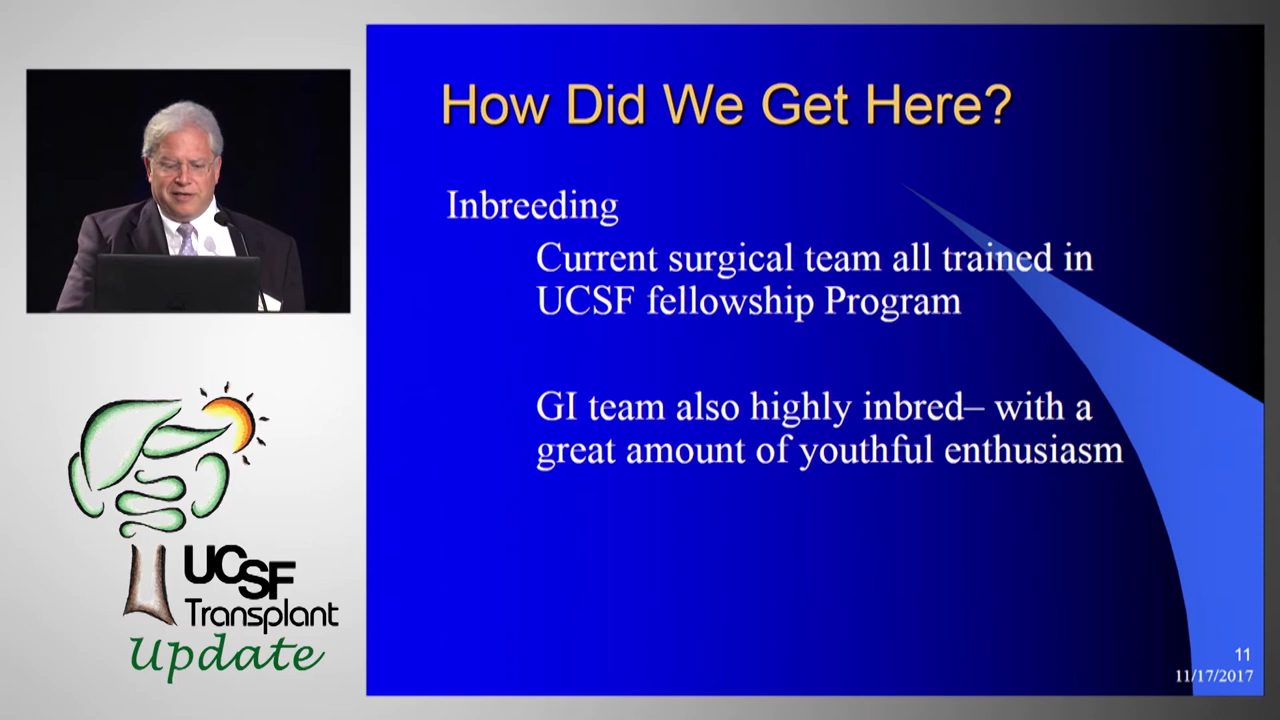 How Did We Get Here?
Inbreeding
Current surgical team all trained in
UCSF fellowship Program
GI team also highly inbred– with a
great amount of youthful enthusiasm
UCSF
Transplant
Update
11
11/17/2017